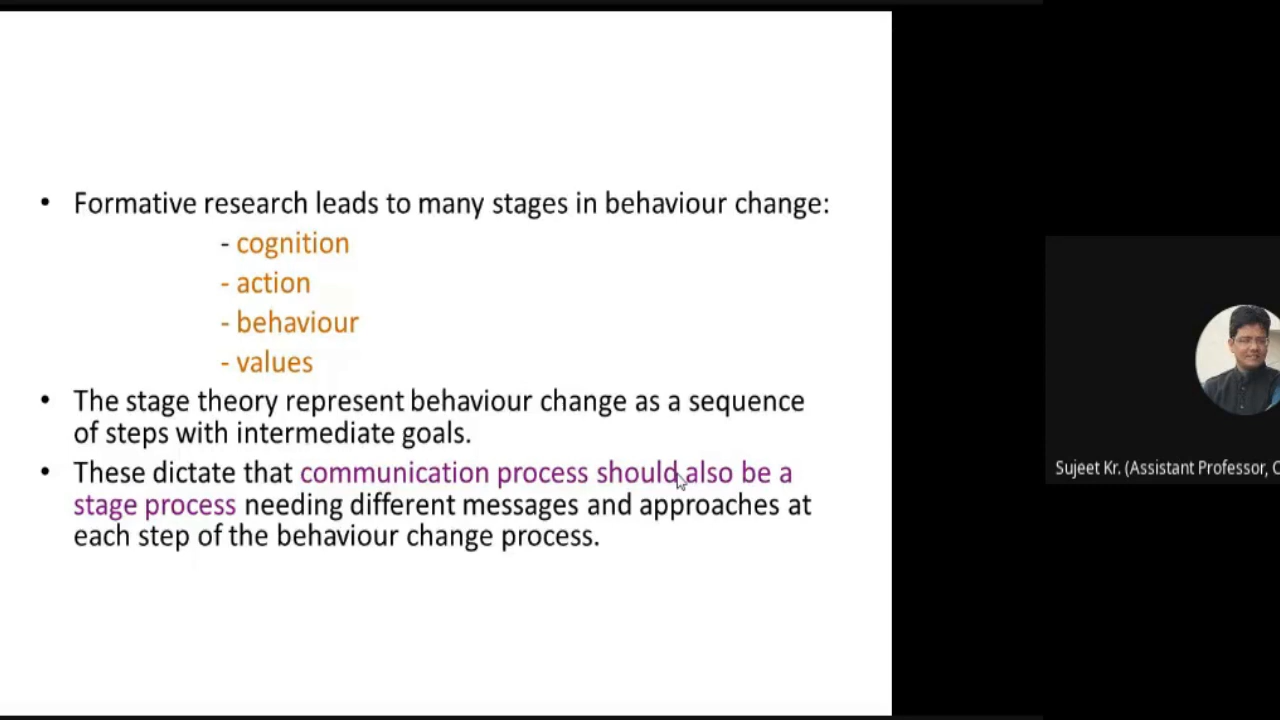 • Formative research leads to many stages in behaviour change:
- cognition
- action
- behaviour
- values
• The stage theory represent behaviour change as a sequence
of steps with intermediate goals.
• These dictate that communication process should also be a
stage process needing different messages and approaches at
each step of the behaviour change process.
Sujeet Kr. (Assistant Professor,